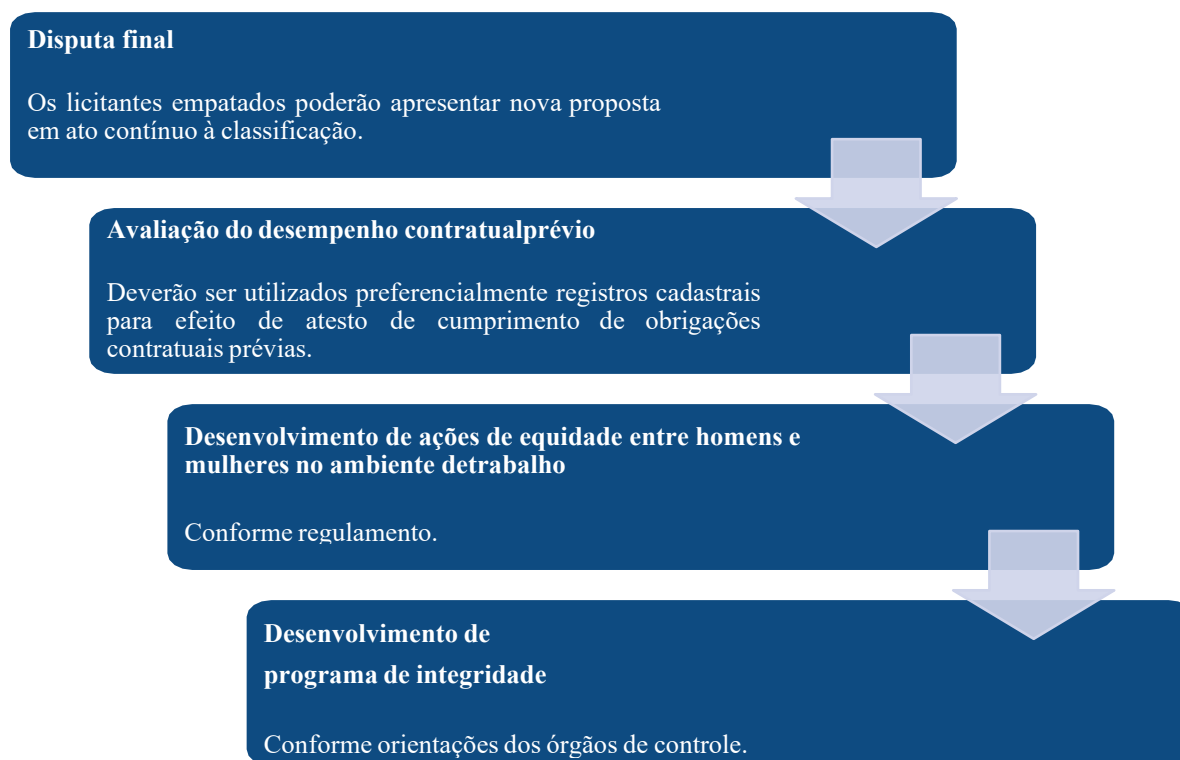 Disputa final
Os licitantes empatados poderão apresentar nova proposta
em ato contínuo à classificação.
Avaliação do desempenho contratualprévio
Deverão ser utilizados preferencialmente registros cadastrais
para efeito de atesto de cumprimento de obrigações
contratuais prévias.
Desenvolvimento de ações de equidade entre homens e
mulheres no ambiente detrabalho
Conforme regulamento.
Desenvolvimento de
programa de integridade
Conforme orientações dos órgãos de controle.